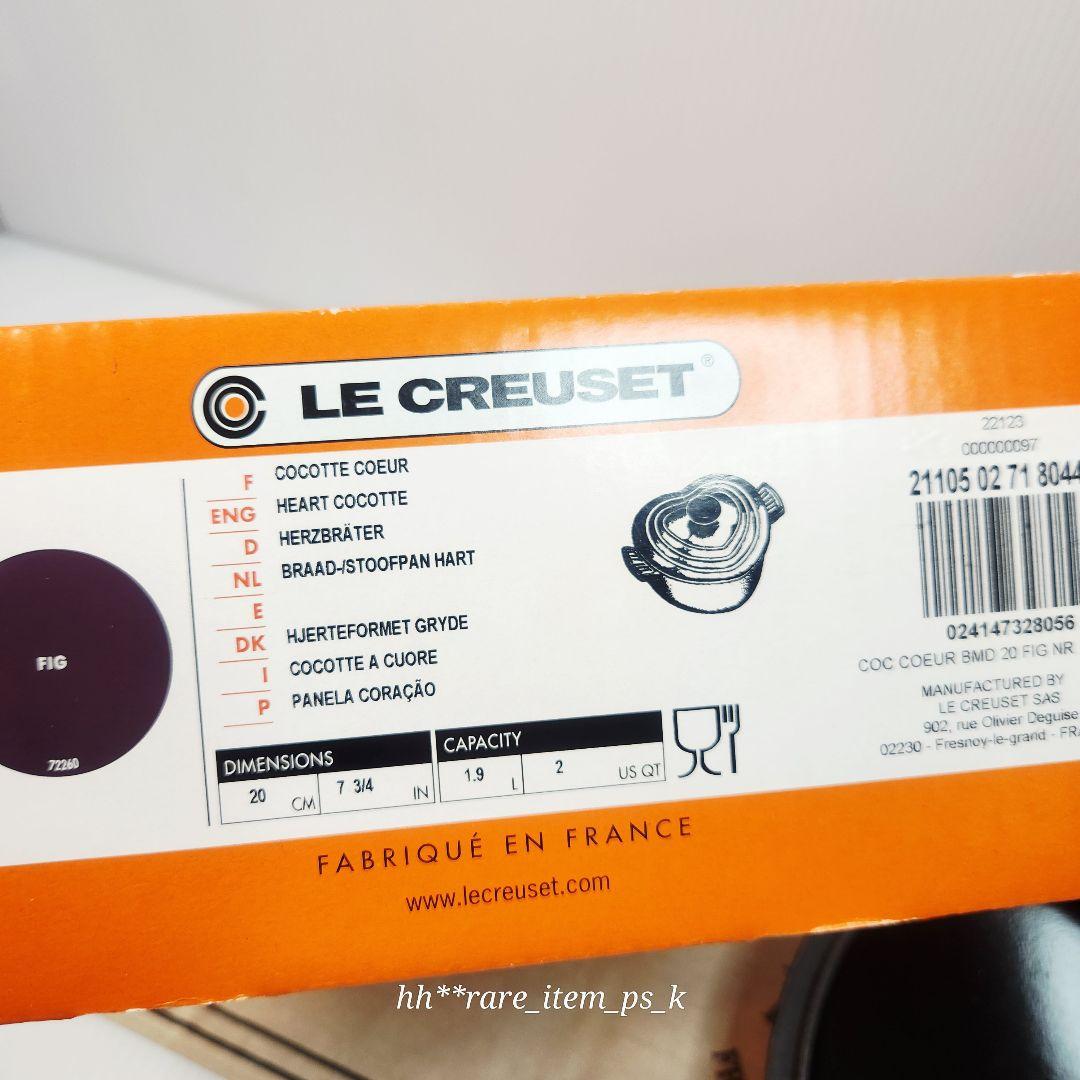 LE CREUSET®
22123
000000097
21105 02 71 8044
F COCOTTE COEUR
ENG HEART COCOTTE
D HERZBRÄTER
NL BRAAD-/STOOFPAN HART
E
DK HJERTEFORMET GRYDE
I COCOTTE A CUORE
P PANELA CORAÇÃO
FIG
72260
024147328056
COC COEUR BMD 20 FIG NR
MANUFACTURED BY
LE CREUSET SAS
902, rue Olivier Deguise
02230 - Fresnoy-le-grand - FRA
DIMENSIONS CAPACITY
20 CM 7 3/4 IN 1.9 L 2 US QT
FABRIQUÉ EN FRANCE
www.lecreuset.com
hh**rare_item_ps_k